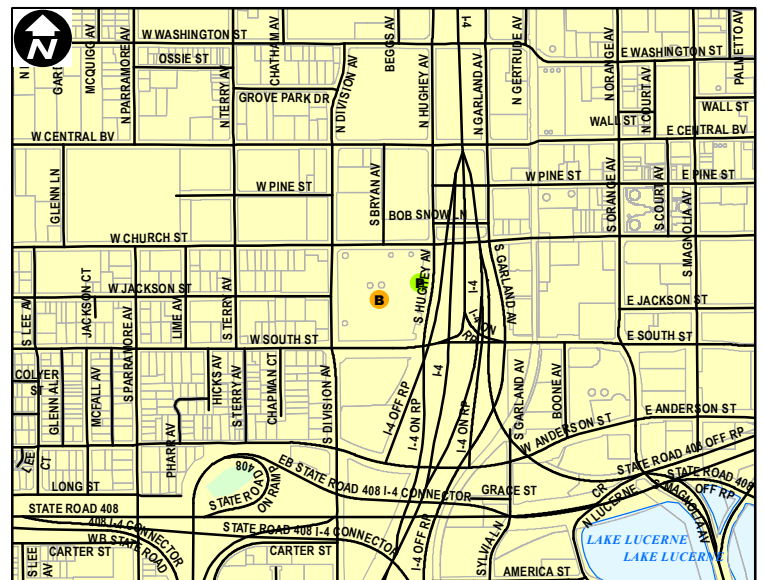 N
W WASHINGTON ST
OSSIE ST
MCQUIGG AV
N PARRAMORE AV
N TERRY AV
CHATHAM AV
GROVE PARK DR
N DIVISION AV
BEGGS AV
N HUGHEY AV
I-4
N GARLAND AV
N GERTRUDE AV
N ORANGE AV
E WASHINGTON ST
PALMETTO AV
N COURT AV
WALL ST
WALL ST
W CENTRAL BV
E CENTRAL BV
GLENN LN
W PINE ST
S BRYAN AV
BOB SNOW LN
W PINE ST
E PINE ST
S ORANGE AV
S COURT AV
S MAGNOLIA AV
W CHURCH ST
JACKSON CT
W JACKSON ST
LIME AV
S TERRY AV
B
S HUGHEY AV
I-4
S GARLAND AV
E JACKSON ST
S LEE AV
S PARRAMORE AV
W SOUTH ST
I-4 ON RP
E SOUTH ST
COLYER ST
GLENN AL
MCFALL AV
HICKS AV
S TERRY AV
CHAPMAN CT
S DIVISION AV
I-4 OFF RP
I-4
I-4 ON RP
I-4 ON RP
S GARLAND AV
BOONE AV
W ANDERSON ST
E ANDERSON ST
LEE CT
PHARR AV
LONG ST
408
STATE ROAD
ON RAMP
EB STATE ROAD 408 I-4 CONNECTOR
GRACE ST
STATE ROAD 408 OFF RP
STATE ROAD 408
OFF RP
S MAGNOLIA AV
N LUCERNE CR
STATE ROAD 408
408 I-4 CONNECTOR
WB STATE ROAD
STATE ROAD 408 I-4 CONNECTOR
I-4 OFF RP
SYLVIA LN
LAKE LUCERNE
LAKE LUCERNE
S LEE AV
CARTER ST
CARTER ST
AMERICA ST